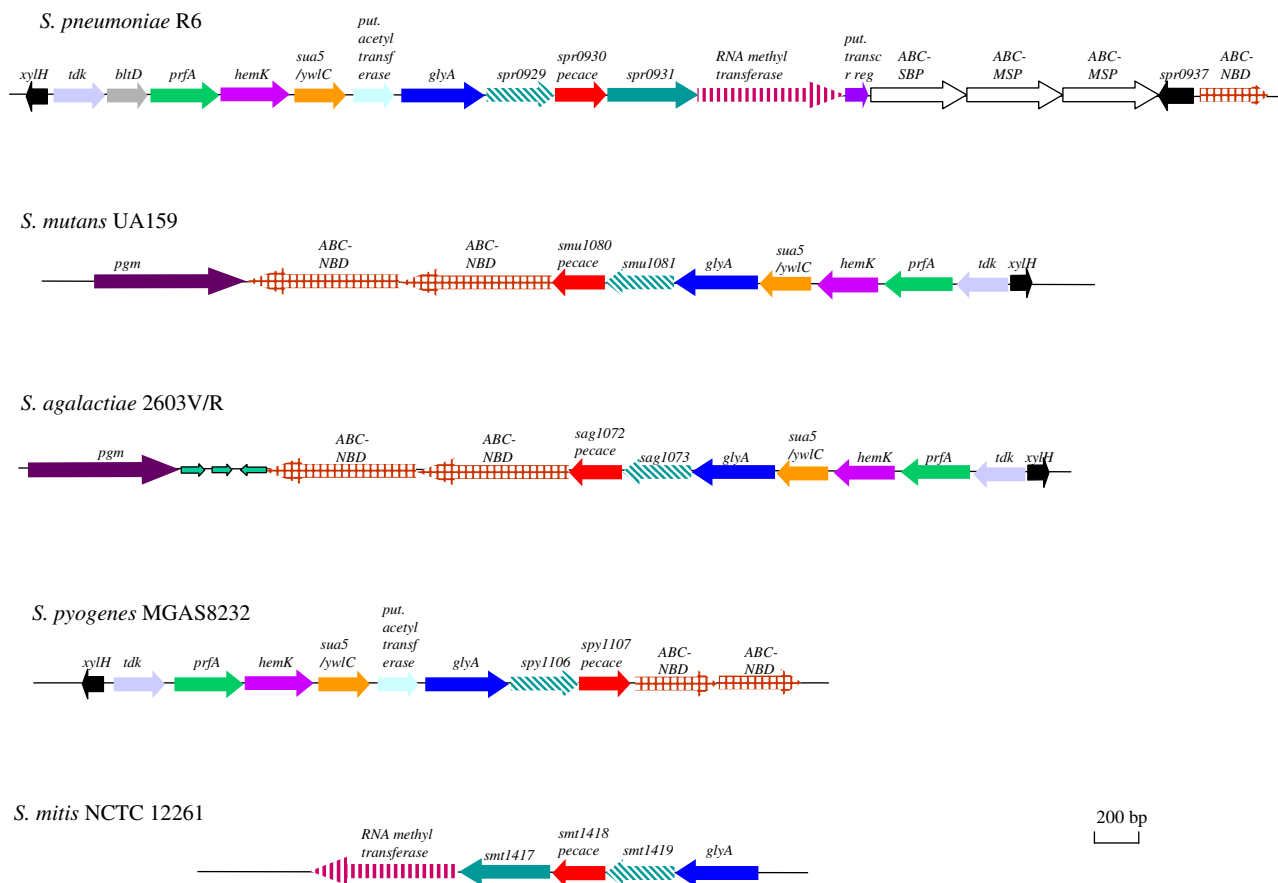 S. pneumoniae R6
xylH
tdk
bltD
prfA
hemK
sua5
/ywlC
put.
acetyl
transf
erase
glyA
spr0929
spr0930
pecace
spr0931
RNA methyl
transferase
put.
transc
r reg
ABC-
SBP
ABC-
MSP
ABC-
MSP
spr0937
ABC-
NBD
S. mutans UA159
pgm
ABC-
NBD
ABC-
NBD
smu1080
pecace
smu1081
glyA
sua5
/ywlC
hemK
prfA
tdk
xylH
S. agalactiae 2603V/R
pgm
ABC-
NBD
ABC-
NBD
sag1072
pecace
sag1073
glyA
sua5
/ywlC
hemK
prfA
tdk
xylH
S. pyogenes MGAS8232
xylH
tdk
prfA
hemK
sua5
/ywlC
put.
acetyl
transf
erase
glyA
spy1106
spy1107
pecace
ABC-
NBD
ABC-
NBD
S. mitis NCTC 12261
RNA methyl
transferase
smt1417
smt1418
pecace
smt1419
glyA
200 bp